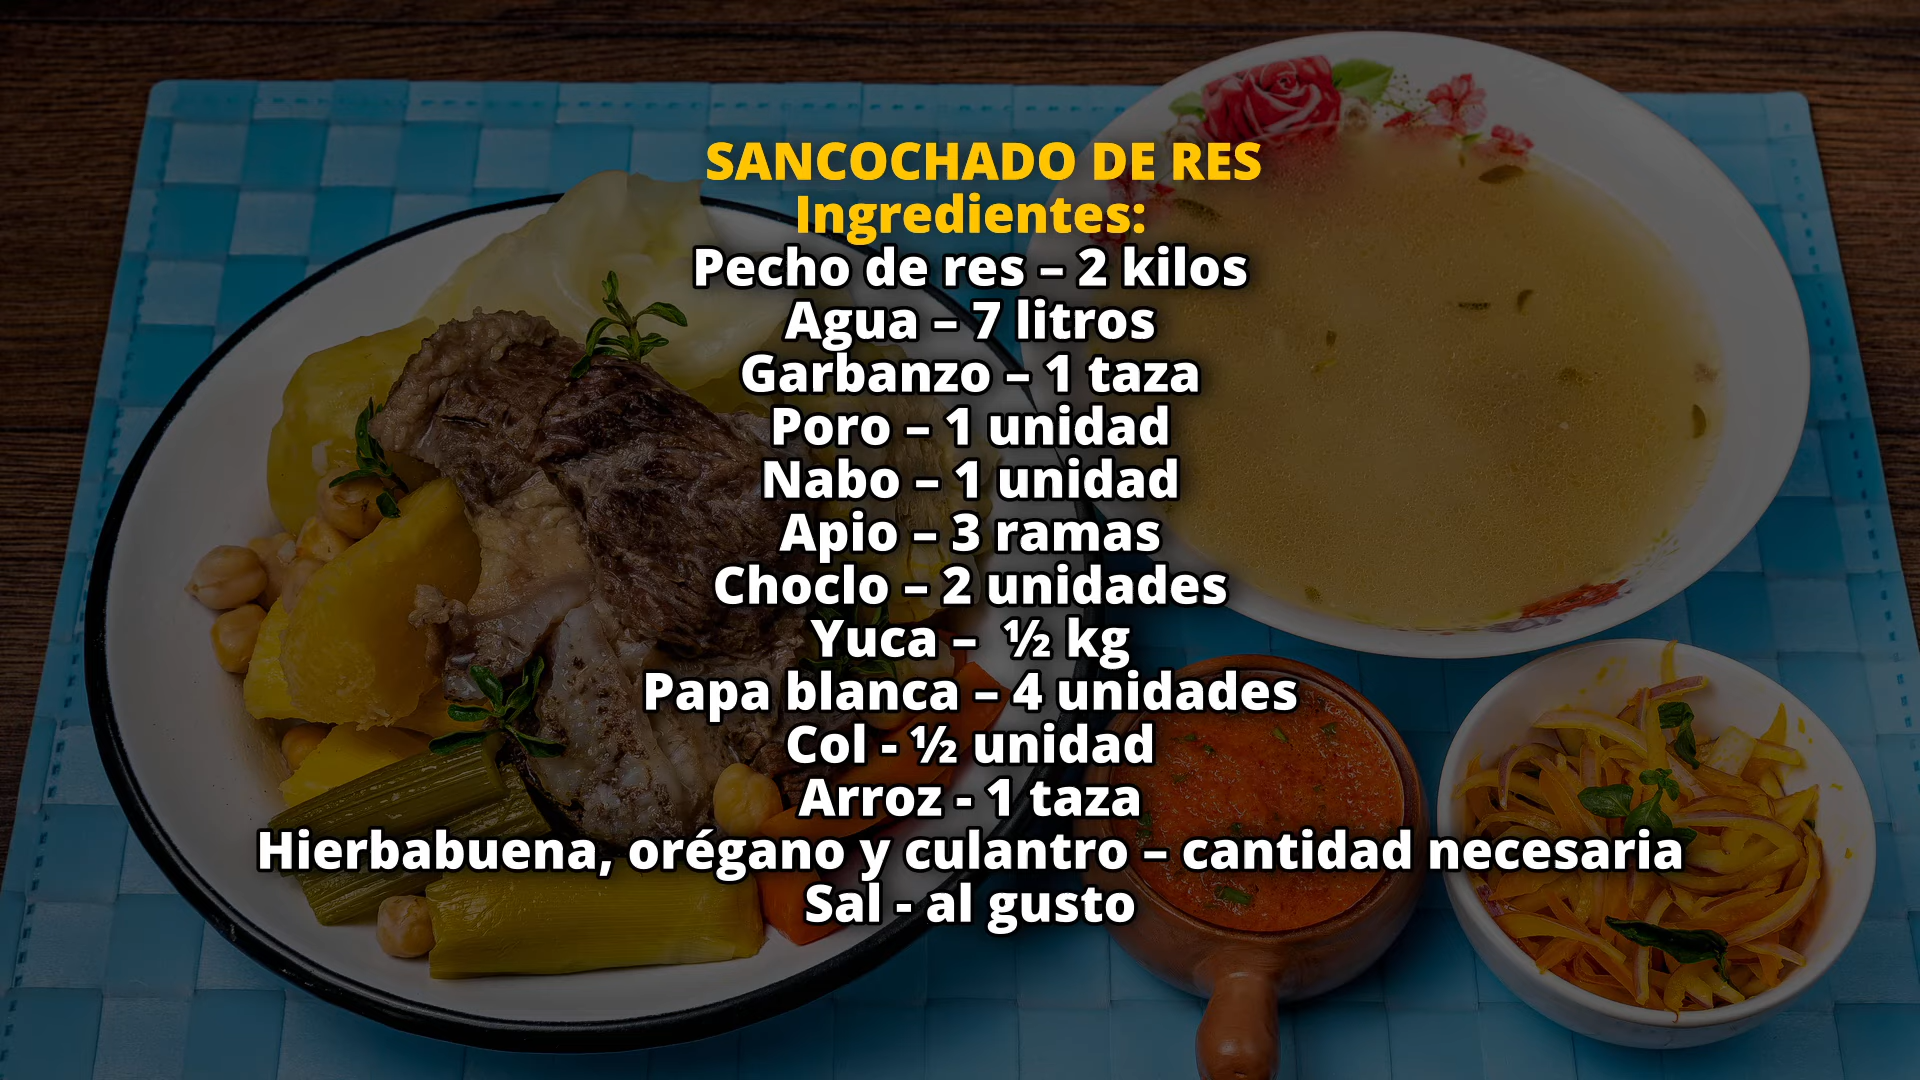 SANCOCHADO DE RES
Ingredientes:
Pecho de res – 2 kilos
Agua – 7 litros
Garbanzo – 1 taza
Poro – 1 unidad
Nabo – 1 unidad
Apio – 3 ramas
Choclo – 2 unidades
Yuca –  ½ kg
Papa blanca – 4 unidades
Col - ½ unidad
Arroz - 1 taza
Hierbabuena, orégano y culantro – cantidad necesaria
Sal - al gusto